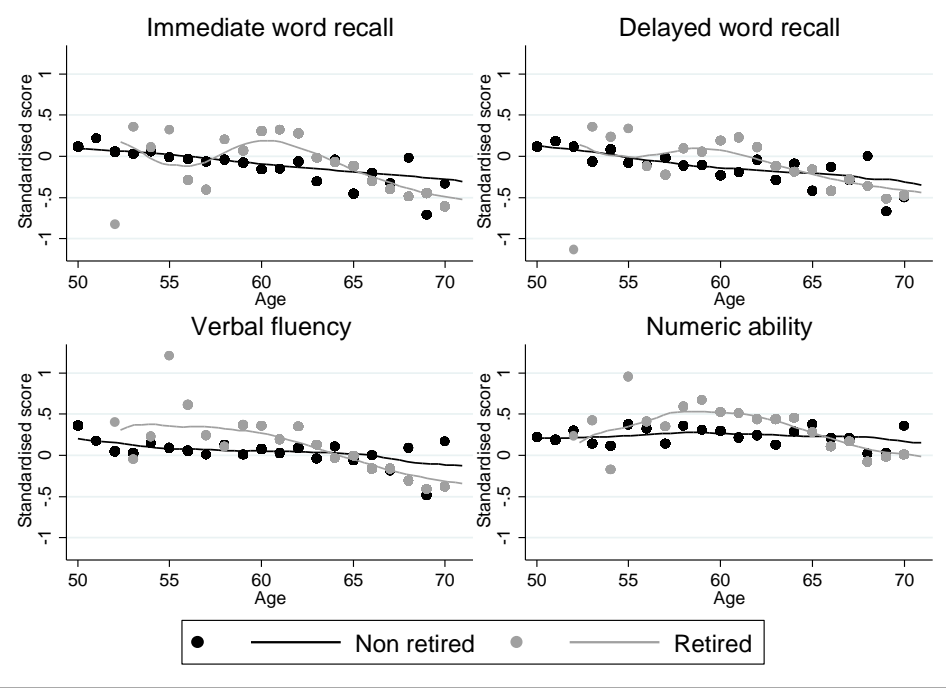 Immediate word recall
Delayed word recall
Standardised score
1
.5
0
-.5
-1
50 55 60 65 70
Age
Standardised score
1
.5
0
-.5
-1
50 55 60 65 70
Age
Verbal fluency
Numeric ability
Standardised score
1
.5
0
-.5
-1
50 55 60 65 70
Age
Standardised score
1
.5
0
-.5
-1
50 55 60 65 70
Age
Non retired
Retired